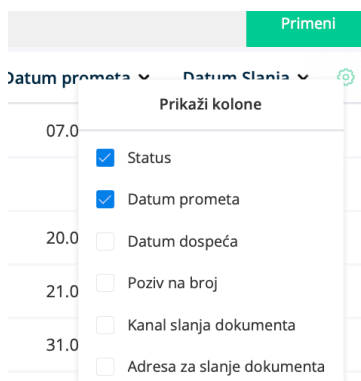 Primeni
Datum prometa Datum Slanja
Prikaži kolone
07.0
Status
Datum prometa
20.0
Datum dospeća
21.0
Poziv na broj
Kanal slanja dokumenta
31.0
Adresa za slanje dokumenta